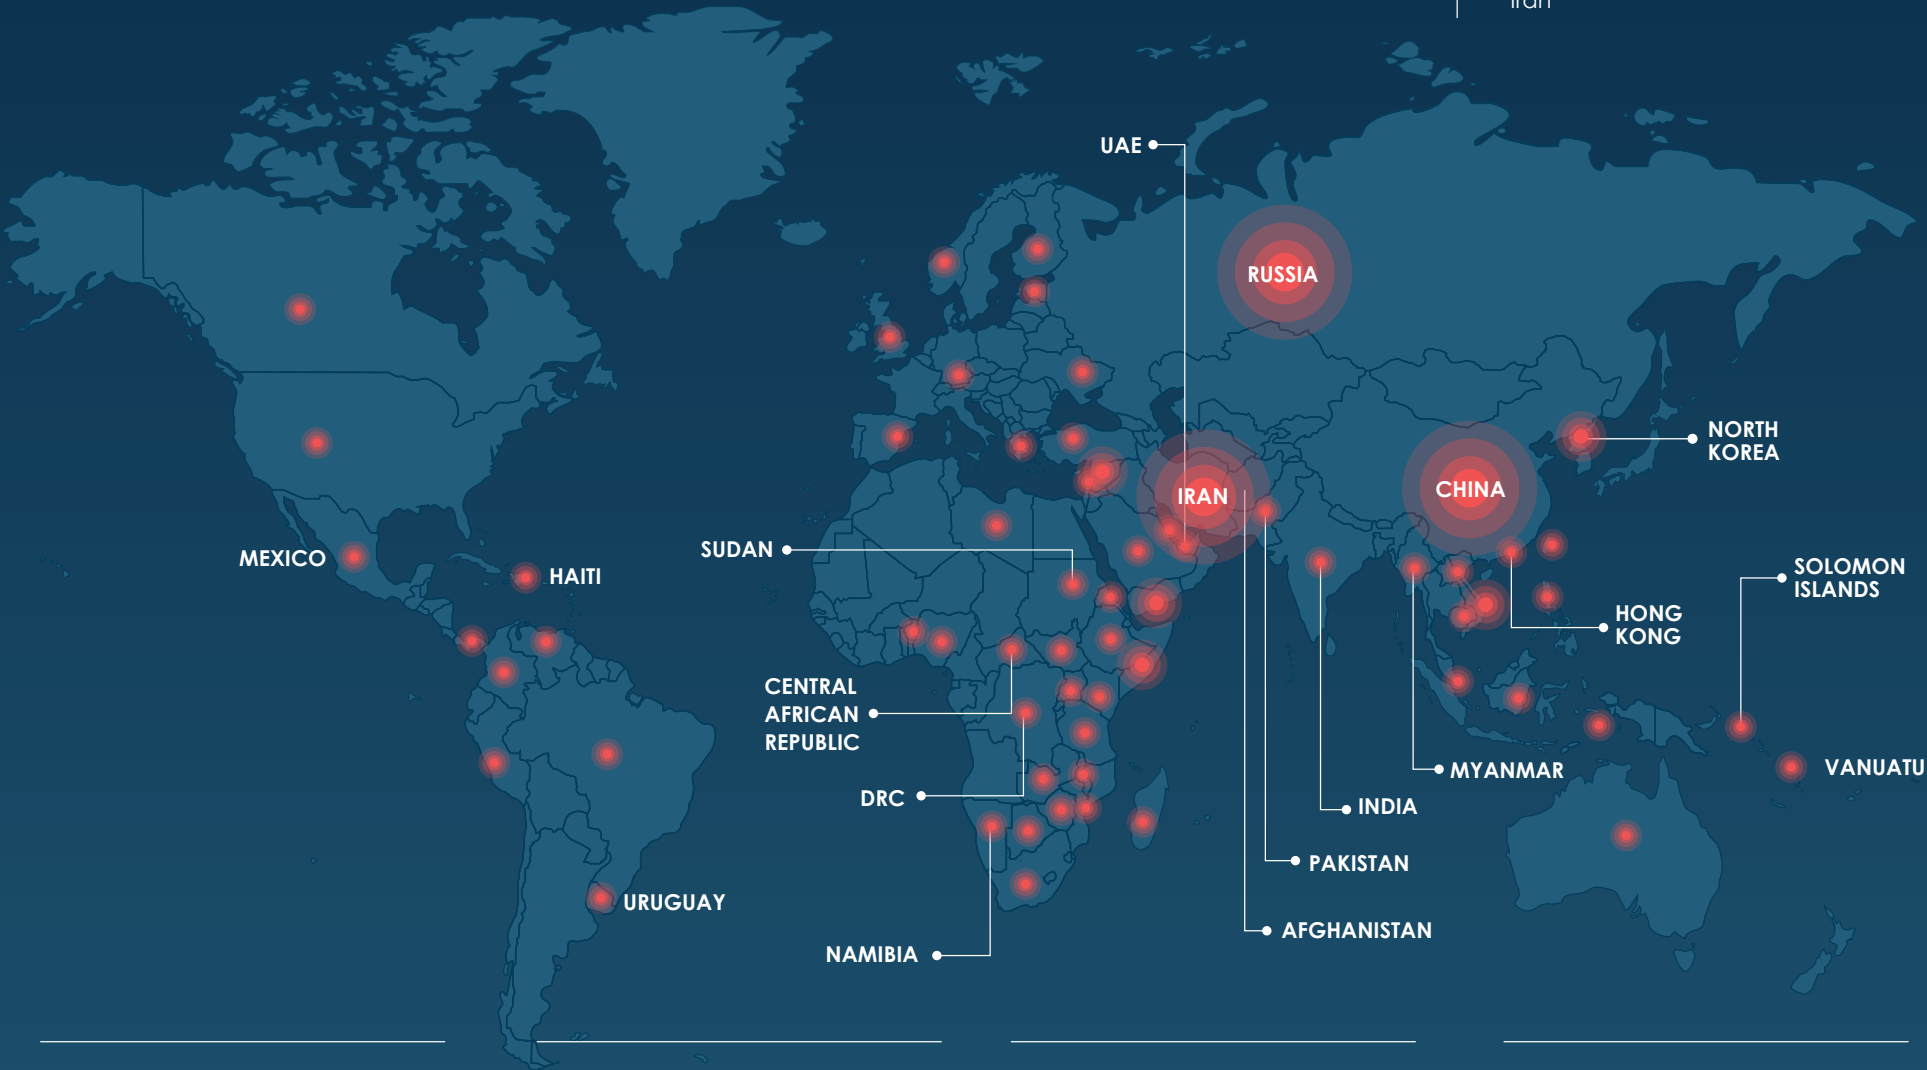 Iran
UAE
RUSSIA
NORTH
KOREA
CHINA
IRAN
SUDAN
MEXICO
HAITI
SOLOMON
ISLANDS
HONG
KONG
CENTRAL
AFRICAN
REPUBLIC
MYANMAR
VANUATU
DRC
INDIA
PAKISTAN
URUGUAY
AFGHANISTAN
NAMIBIA